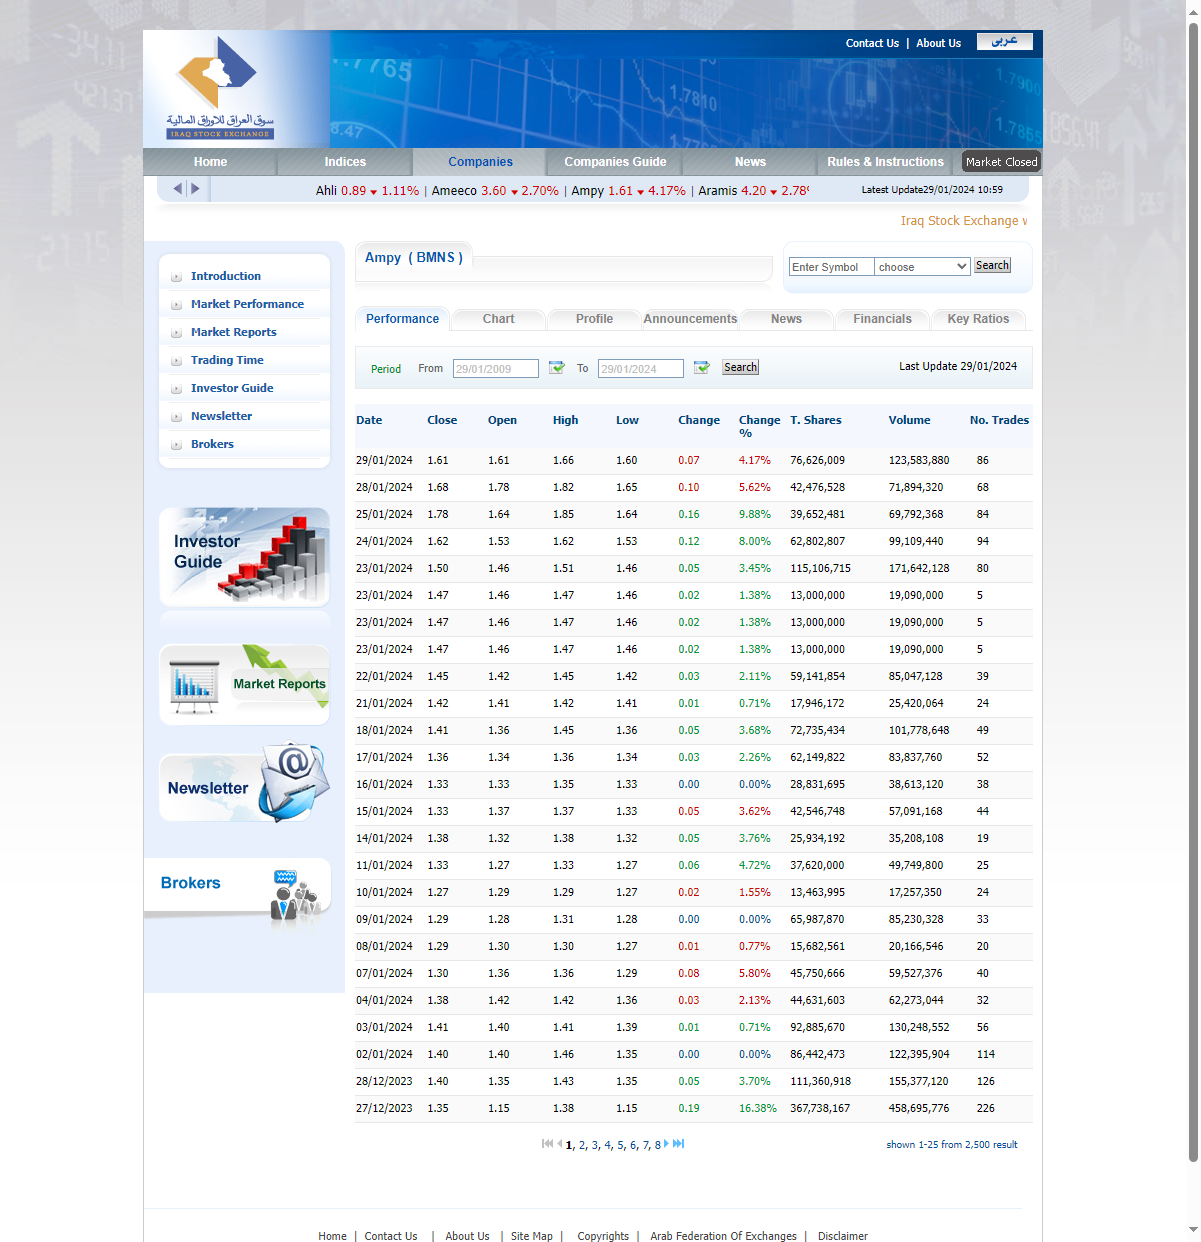 Contact Us | About Us عـربى
سوق العراق للاوراق المالية
IRAQ STOCK EXCHANGE
Home Indices Companies Companies Guide News Rules & Instructions Market Closed
Ahli 0.89 1.11% | Ameeco 3.60 2.70% | Ampy 1.61 4.17% | Aramis 4.20 2.78% Latest Update29/01/2024 10:59
Iraq Stock Exchange
Introduction
Market Performance
Market Reports
Trading Time
Investor Guide
Newsletter
Brokers
Investor
Guide
Market Reports
Newsletter
Brokers
Ampy ( BMNS )
Enter Symbol choose Search
Performance Chart Profile Announcements News Financials Key Ratios
Period From 29/01/2009 To 29/01/2024 Search Last Update 29/01/2024
Date Close Open High Low Change Change % T. Shares Volume No. Trades
29/01/2024 1.61 1.61 1.66 1.60 0.07 4.17% 76,626,009 123,583,880 86
28/01/2024 1.68 1.78 1.82 1.65 0.10 5.62% 42,476,528 71,894,320 68
25/01/2024 1.78 1.64 1.85 1.64 0.16 9.88% 39,652,481 69,792,368 84
24/01/2024 1.62 1.53 1.62 1.53 0.12 8.00% 62,802,807 99,109,440 94
23/01/2024 1.50 1.46 1.51 1.46 0.05 3.45% 115,106,715 171,642,128 80
23/01/2024 1.47 1.46 1.47 1.46 0.02 1.38% 13,000,000 19,090,000 5
23/01/2024 1.47 1.46 1.47 1.46 0.02 1.38% 13,000,000 19,090,000 5
23/01/2024 1.47 1.46 1.47 1.46 0.02 1.38% 13,000,000 19,090,000 5
22/01/2024 1.45 1.42 1.45 1.42 0.03 2.11% 59,141,854 85,047,128 39
21/01/2024 1.42 1.41 1.42 1.41 0.01 0.71% 17,946,172 25,420,064 24
18/01/2024 1.41 1.36 1.45 1.36 0.05 3.68% 72,735,434 101,778,648 49
17/01/2024 1.36 1.34 1.36 1.34 0.03 2.26% 62,149,822 83,837,760 52
16/01/2024 1.33 1.33 1.35 1.33 0.00 0.00% 28,831,695 38,613,120 38
15/01/2024 1.33 1.37 1.37 1.33 0.05 3.62% 42,546,748 57,091,168 44
14/01/2024 1.38 1.32 1.38 1.32 0.05 3.76% 25,934,192 35,208,108 19
11/01/2024 1.33 1.27 1.33 1.27 0.06 4.72% 37,620,000 49,749,800 25
10/01/2024 1.27 1.29 1.29 1.27 0.02 1.55% 13,463,995 17,257,350 24
09/01/2024 1.29 1.28 1.31 1.28 0.00 0.00% 65,987,870 85,230,328 33
08/01/2024 1.29 1.30 1.30 1.27 0.01 0.77% 15,682,561 20,166,546 20
07/01/2024 1.30 1.36 1.36 1.29 0.08 5.80% 45,750,666 59,527,376 40
04/01/2024 1.38 1.42 1.42 1.36 0.03 2.13% 44,631,603 62,273,044 32
03/01/2024 1.41 1.40 1.41 1.39 0.01 0.71% 92,885,670 130,248,552 56
02/01/2024 1.40 1.40 1.46 1.35 0.00 0.00% 86,442,473 122,395,904 114
28/12/2023 1.40 1.35 1.43 1.35 0.05 3.70% 111,360,918 155,377,120 126
27/12/2023 1.35 1.15 1.38 1.15 0.19 16.38% 367,738,167 458,695,776 226
1, 2, 3, 4, 5, 6, 7, 8 shown 1-25 from 2,500 result
Home | Contact Us | About Us | Site Map | Copyrights | Arab Federation Of Exchanges | Disclaimer